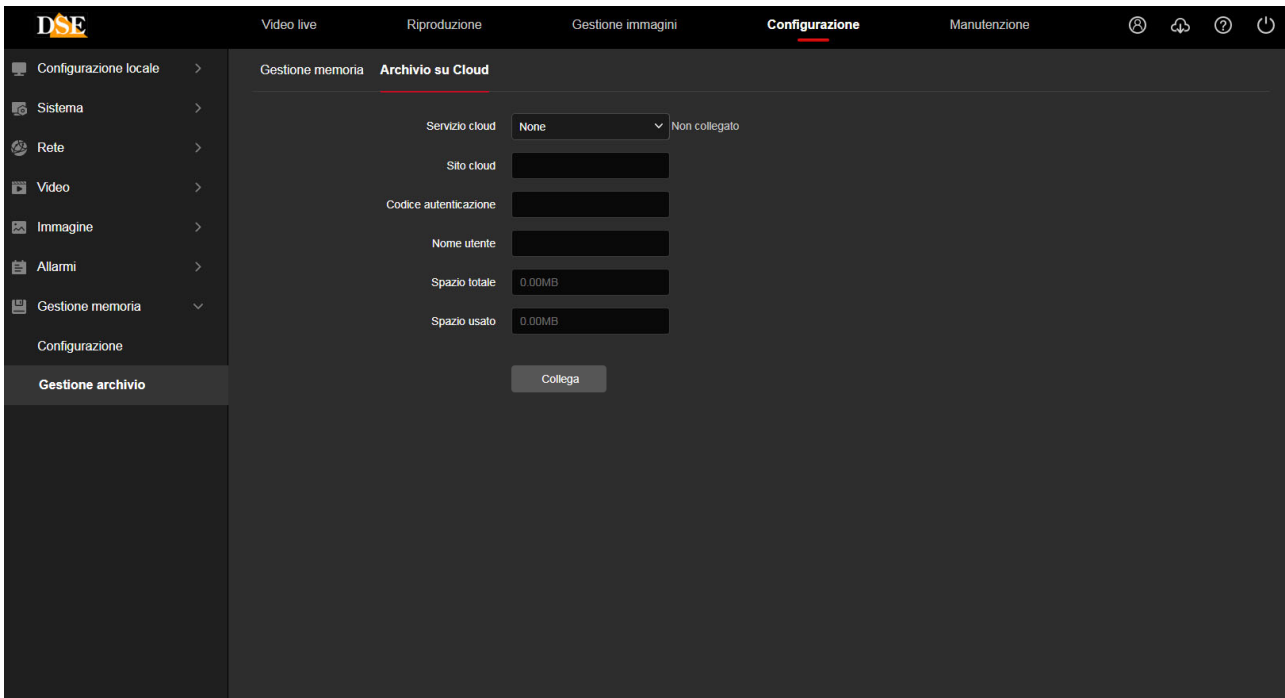 DSE Video live Riproduzione Gestione immagini Configurazione Manutenzione
Configurazione locale
Sistema
Rete
Video
Immagine
Allarmi
Gestione memoria
Configurazione
Gestione archivio
Gestione memoria Archivio su Cloud
Servizio cloud None Non collegato
Sito cloud
Codice autenticazione
Nome utente
Spazio totale 0.00MB
Spazio usato 0.00MB
Collega